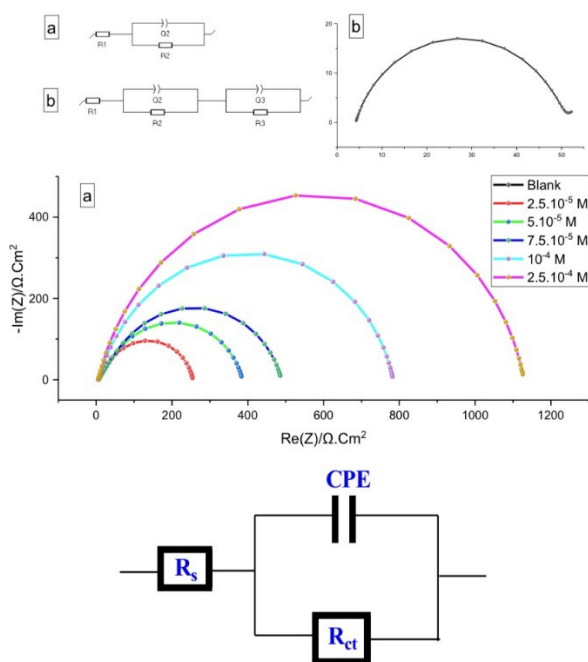 a
Q2
R1
R2
b
Q2
Q3
R1
R2
R3
b
20
10
0
0
10
20
30
40
50
a
-Im(Z)/Ω.Cm²
400
200
0
0
200
400
600
800
1000
1200
Re(Z)/Ω.Cm²
Blank
2.5.10⁻⁵ M
5.10⁻⁵ M
7.5.10⁻⁵ M
10⁻⁴ M
2.5.10⁻⁴ M
CPE
Rs
Rct